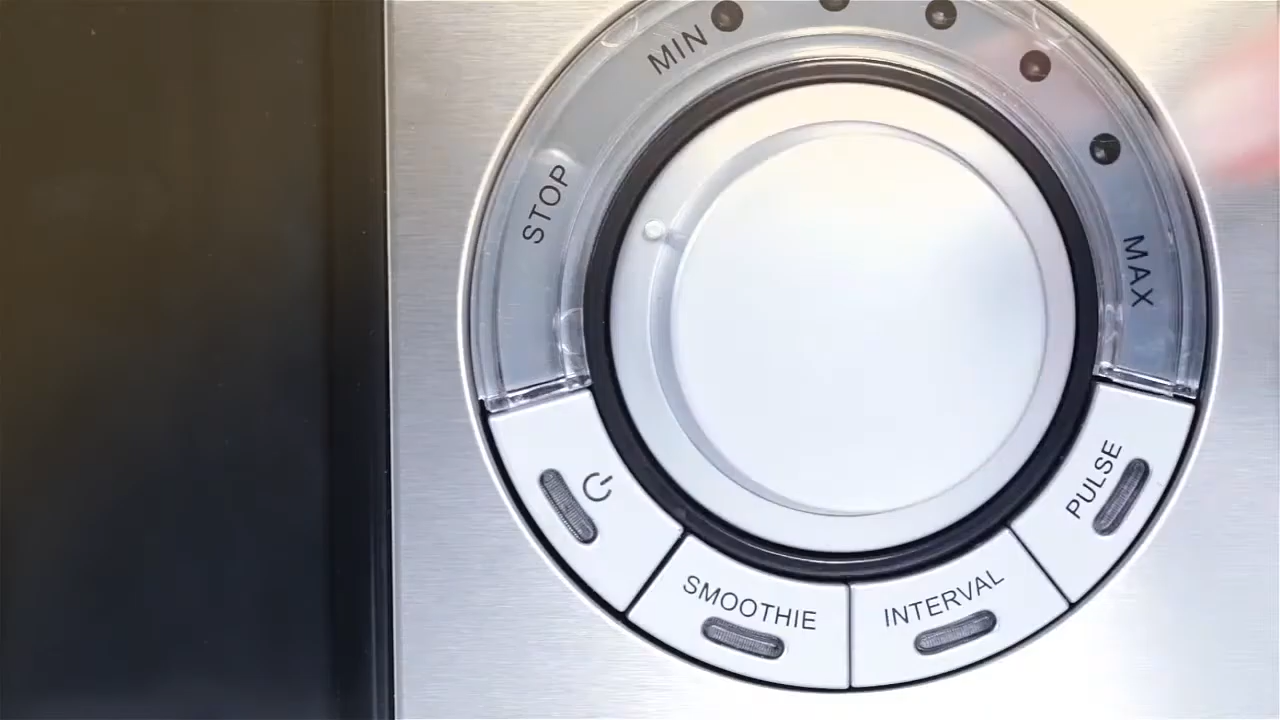 MIN
STOP
MAX
PULSE
SMOOTHIE
INTERVAL